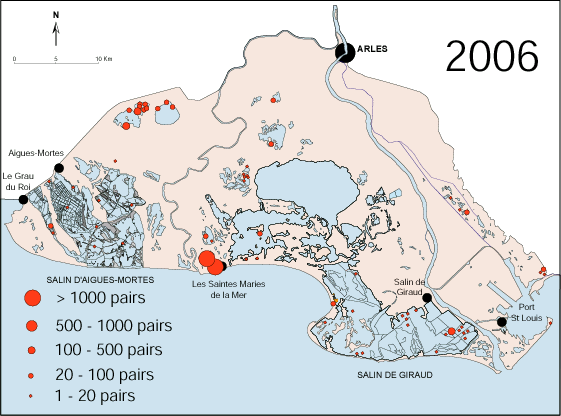 N
0 5 10 Km
ARLES
2006
Aigues-Mortes
Le Grau
du Roi
SALIN D'AIGUES-MORTES
Les Saintes Maries
de la Mer
Salin de
Giraud
Port
St Louis
SALIN DE GIRAUD
> 1000 pairs
500 - 1000 pairs
100 - 500 pairs
20 - 100 pairs
1 - 20 pairs